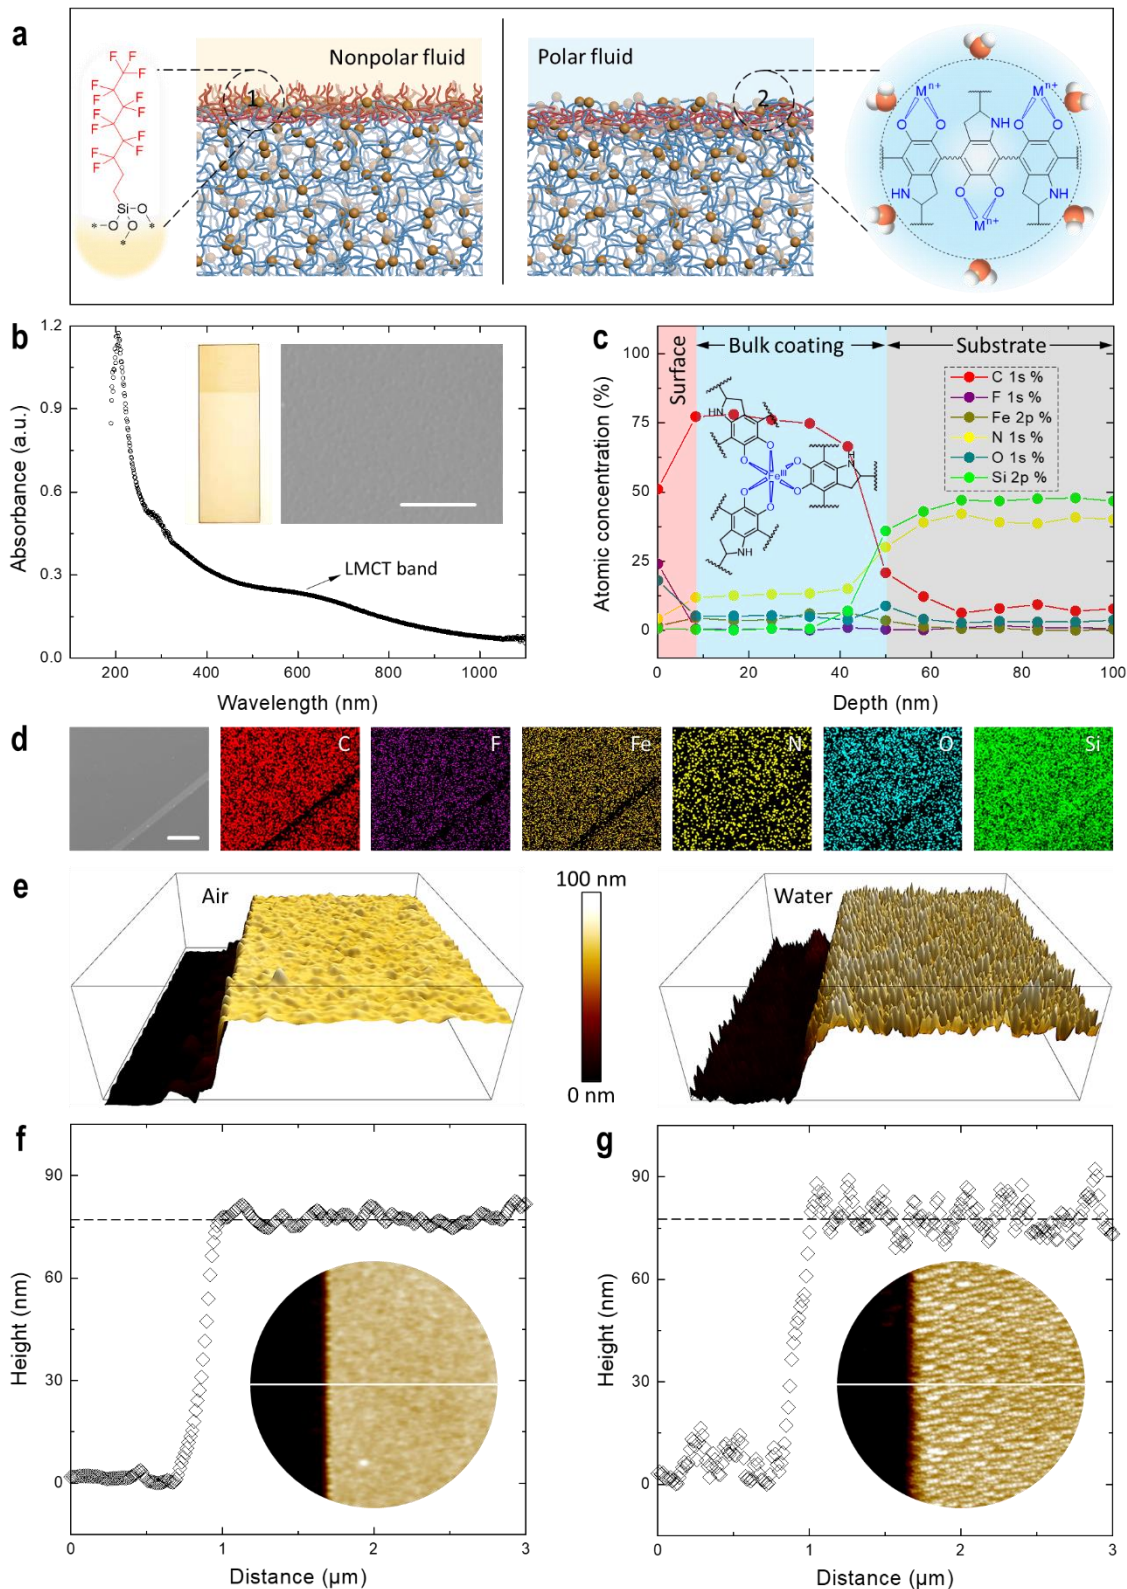 a
Nonpolar fluid
Polar fluid
1
2
F
F
F
F
F
F
F
F
F
F
F
F
F
Si
O
O
O
*
*
*
Mn+
Mn+
O
O
NH
O
O
HN
O
O
NH
Mn+
b
1.2
0.9
0.6
0.3
0.0
Absorbance (a.u.)
LMCT band
200 400 600 800 1000
Wavelength (nm)
c
Surface
Bulk coating
Substrate
100
75
50
25
0
Atomic concentration (%)
C 1s %
F 1s %
Fe 2p %
N 1s %
O 1s %
Si 2p %
HN
O
O
FeIII
O
O
H
N
O
O
NH
0 20 40 60 80 100
Depth (nm)
d
C
F
Fe
N
O
Si
e
Air
100 nm
0 nm
Water
f
90
60
30
0
Height (nm)
0 1 2 3
Distance (µm)
g
90
60
30
0
Height (nm)
0 1 2 3
Distance (µm)